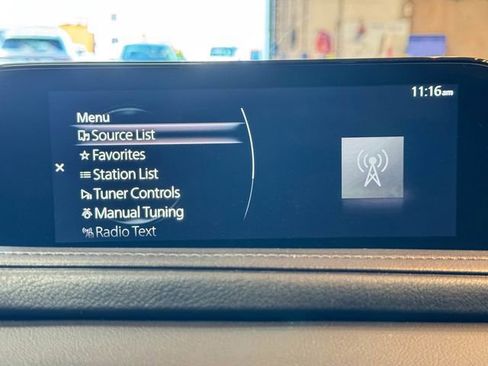 11:16am
Menu
Source List
Favorites
Station List
Tuner Controls
Manual Tuning
Radio Text